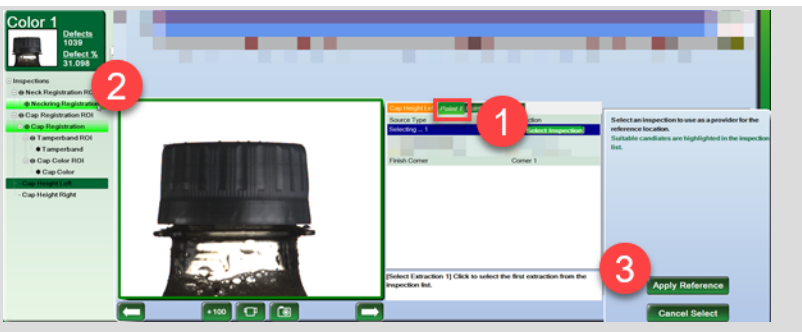 Color 1
Defects
1039
Defect %
31.098
Inspections
Neck Registration RO
Neckring Registration
Cap Registration ROI
Cap Registration
Tamperband ROI
Tamperband
Cap Color ROI
Cap Color
Cap Height Left
Cap Height Right
2
Cap Height Le
Point 1
1
Source Type
ction
Selecting ... 1
Select Inspection
Finish Corner
Corner 1
[Select Extraction 1] Click to select the first extraction from the
inspection list.
Select an inspection to use as a provider for the
reference location.
Suitable candiates are highlighted in the inspection
list.
3
Apply Reference
Cancel Select
+100